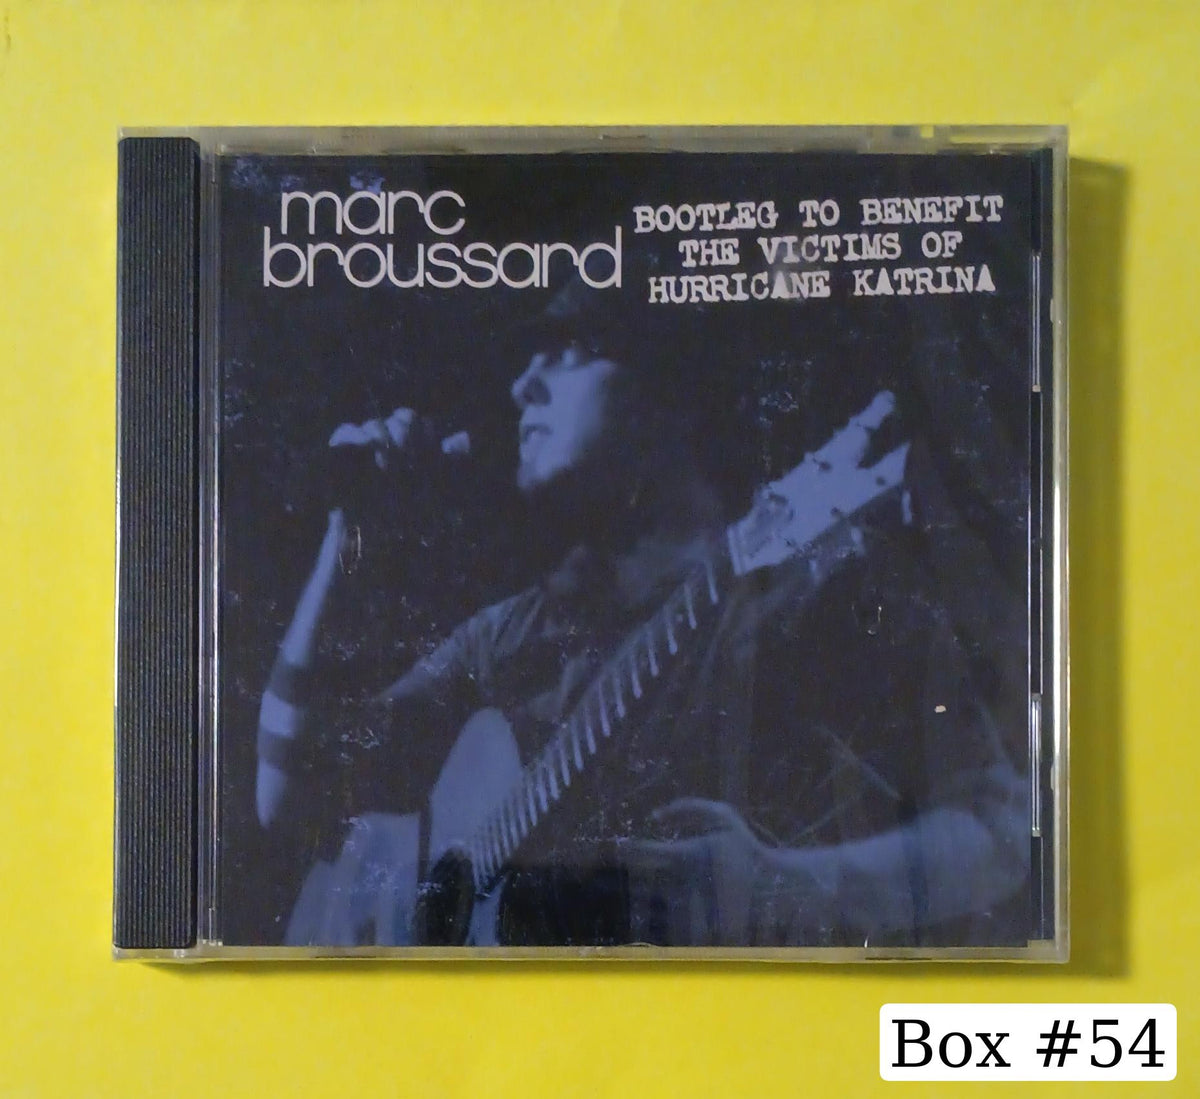 marc
broussard
BOOTLEG TO BENEFIT
THE VICTIMS OF
HURRICANE KATRINA
Box #54